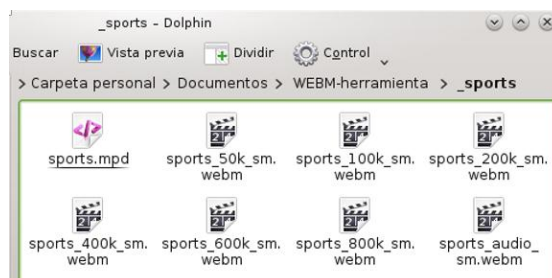 _sports - Dolphin
Buscar Vista previa Dividir Control
> Carpeta personal > Documentos > WEBM-herramienta > _sports
sports.mpd sports_50k_sm. sports_100k_sm. sports_200k_sm.
webm webm webm
sports_400k_sm. sports_600k_sm. sports_800k_sm. sports_audio_
webm webm webm sm.webm